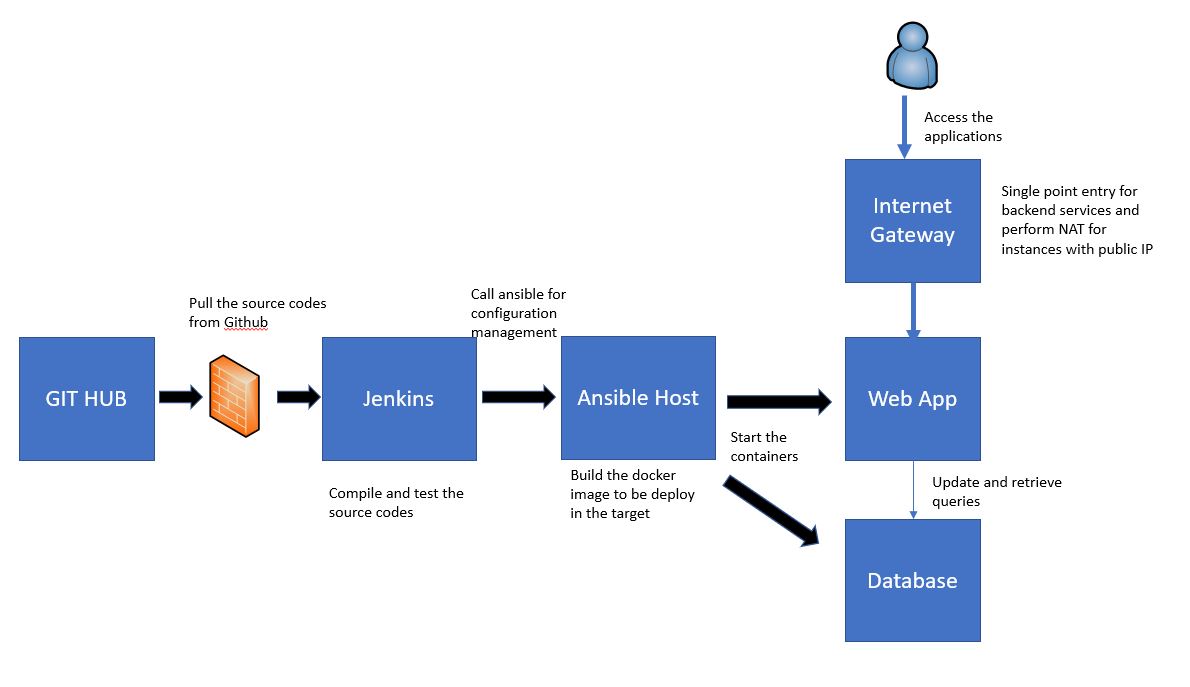 Access the
applications
Internet
Gateway
Single point entry for
backend services and
perform NAT for
instances with public IP
Pull the source codes
from Github
Call ansible for
configuration
management
GIT HUB
Jenkins
Ansible Host
Web App
Start the
containers
Compile and test the
source codes
Build the docker
image to be deploy
in the target
Update and retrieve
queries
Database